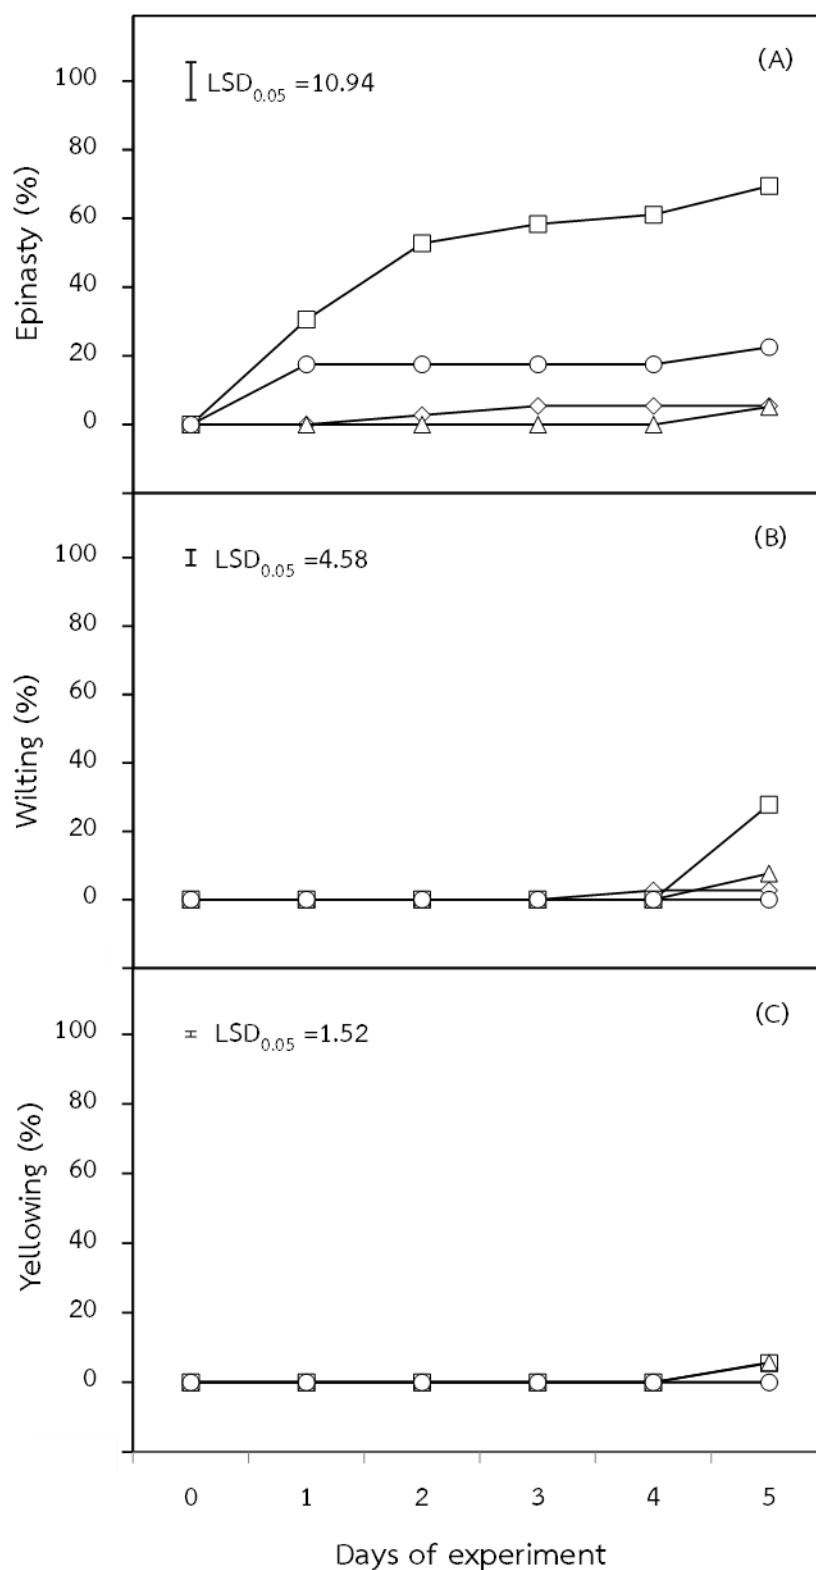 (A)
LSD0.05 =10.94
100
80
60
40
20
0
Epinasty (%)
(B)
LSD0.05 =4.58
100
80
60
40
20
0
Wilting (%)
(C)
LSD0.05 =1.52
100
80
60
40
20
0
Yellowing (%)
0 1 2 3 4 5
Days of experiment